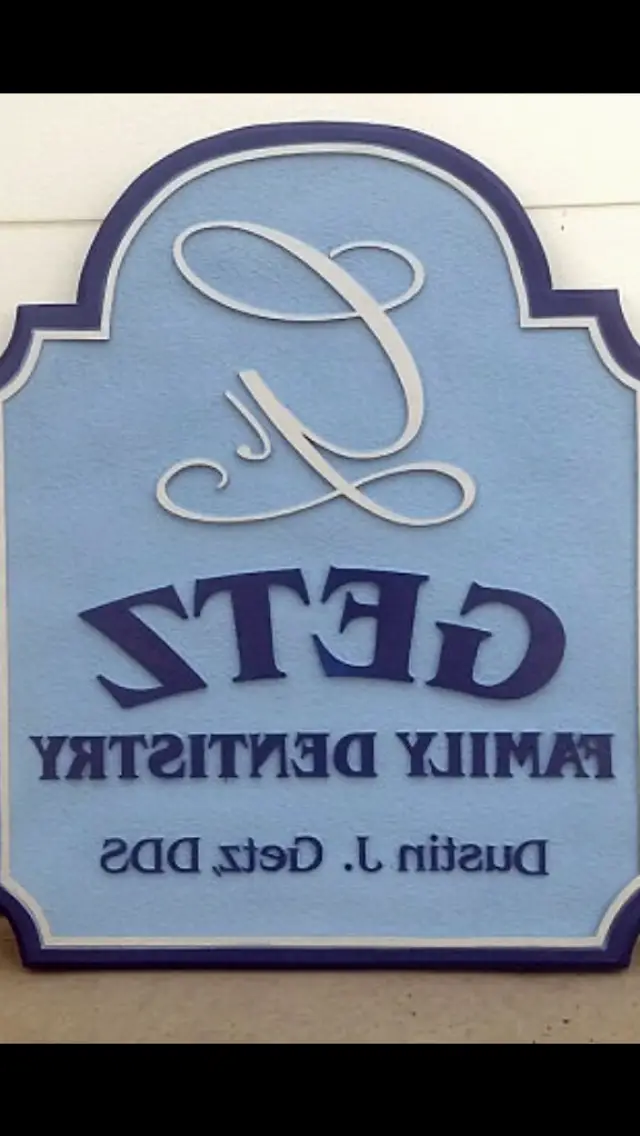 G
GETZ
FAMILY DENTISTRY
Dustin J. Getz, DDS